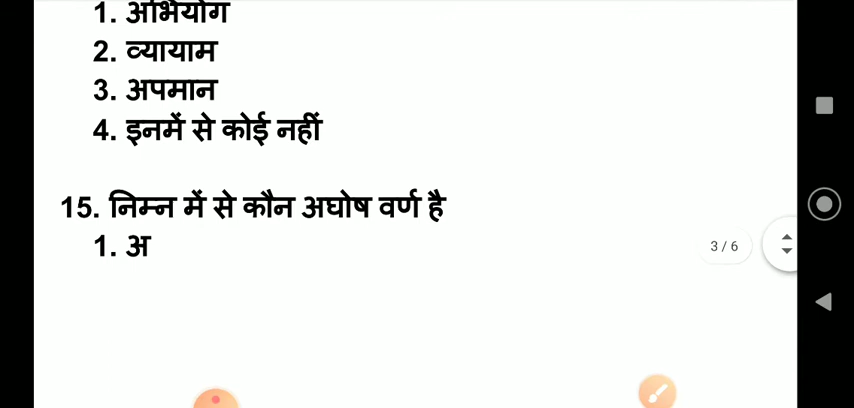 1. अभियोग
2. व्यायाम
3. अपमान
4. इनमें से कोई नहीं
15. निम्न में से कौन अघोष वर्ण है
1. अ
3 / 6